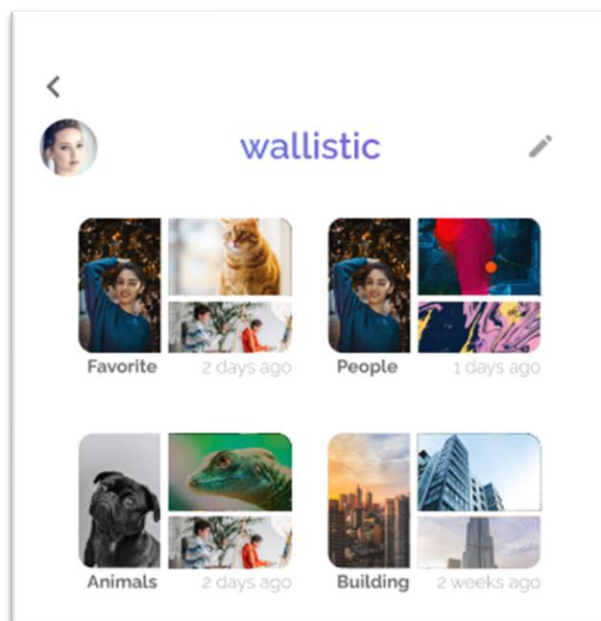 wallistic
Favorite 2 days ago People 1 days ago
Animals 2 days ago Building 2 weeks ago